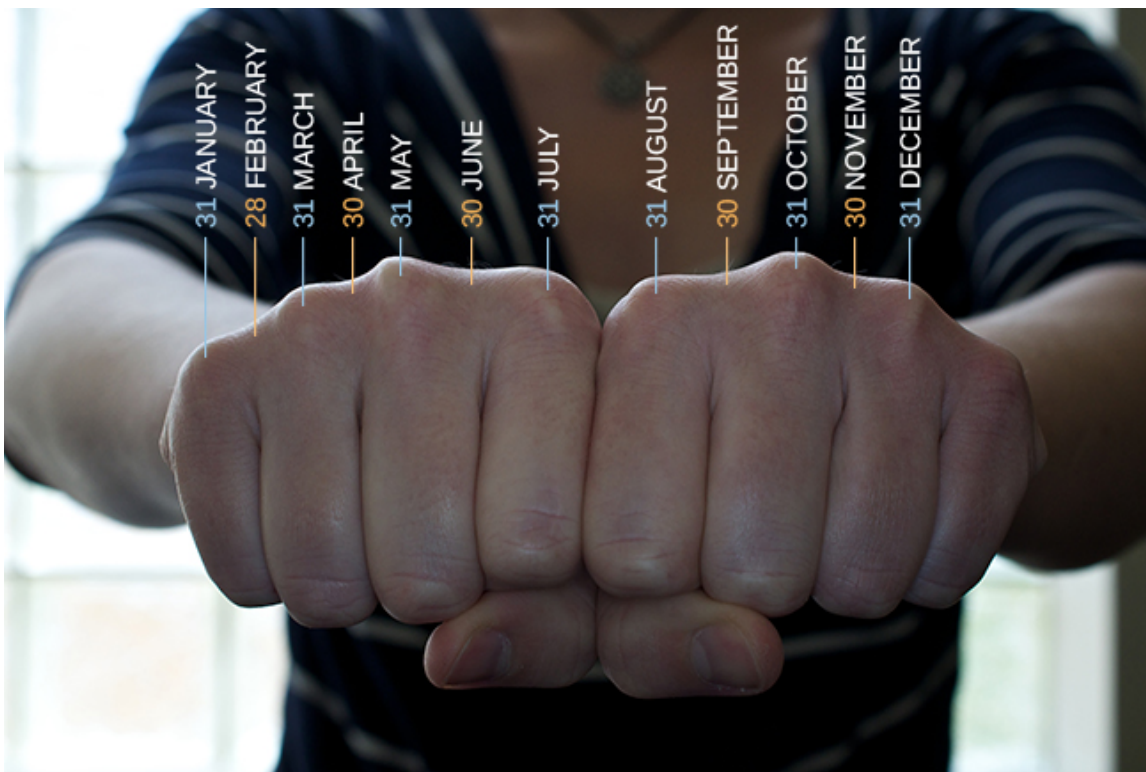 31 JANUARY
28 FEBRUARY
31 MARCH
30 APRIL
31 MAY
30 JUNE
31 JULY
31 AUGUST
30 SEPTEMBER
31 OCTOBER
30 NOVEMBER
31 DECEMBER